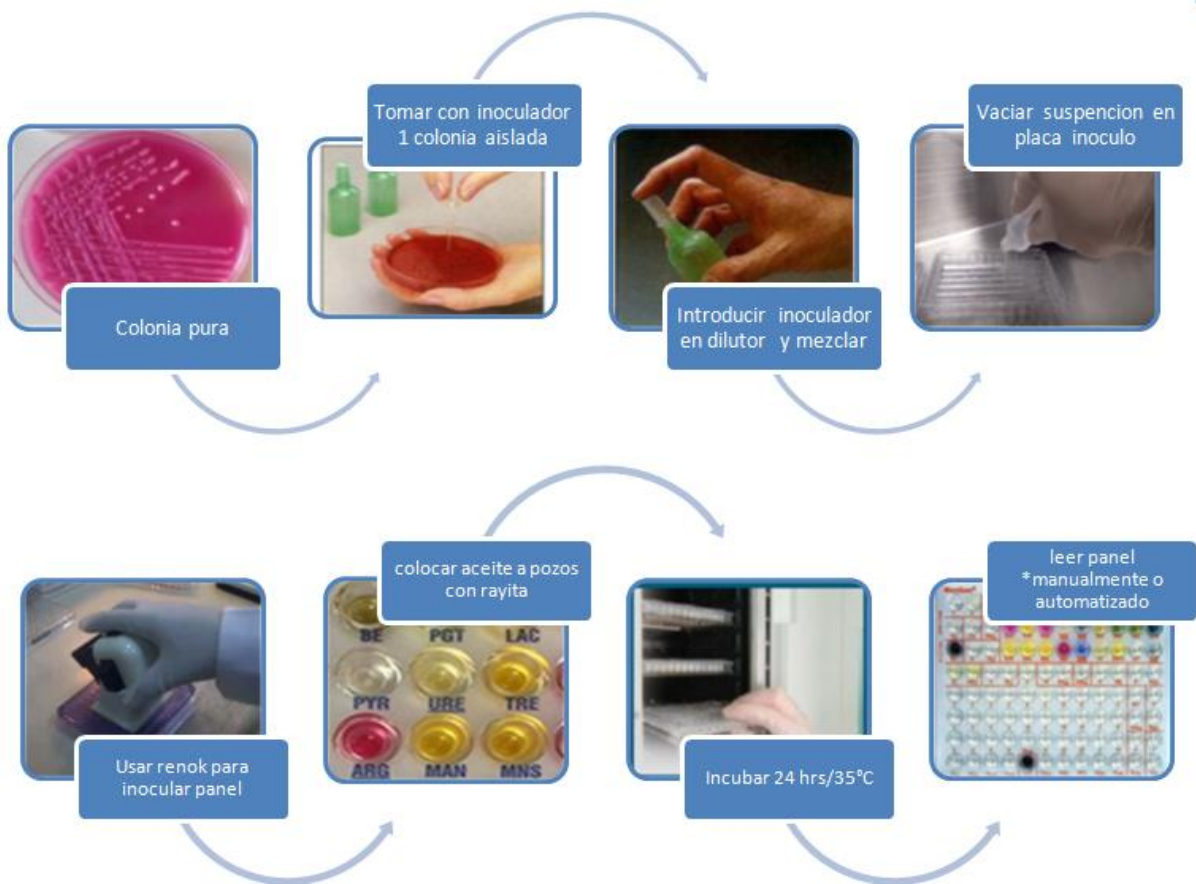 Tomar con inoculador
1 colonia aislada
Vaciar suspencion en
placa inoculo
Colonia pura
Introducir inoculador
en dilutor y mezclar
colocar aceite a pozos
con rayita
leer panel
*manualmente o
automatizado
BE PGT LAC
PYR URE TRE
ARG MAN MNS
Usar renok para
inocular panel
Incubar 24 hrs/35°C